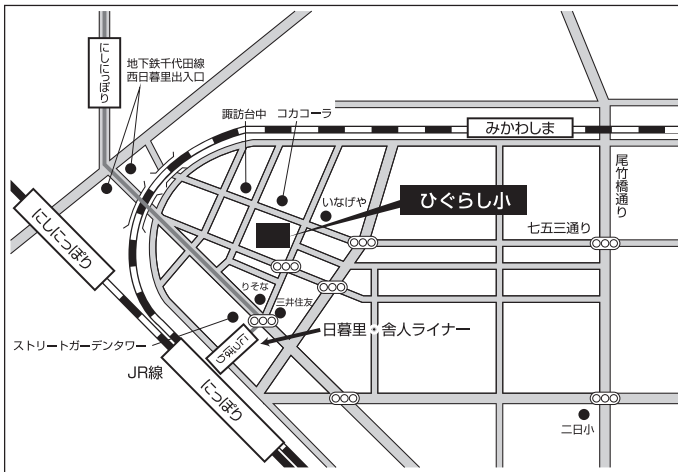 にしにっぽり
地下鉄千代田線
西日暮里出入口
諏訪台中
コカコーラ
みかわしま
尾竹橋通り
いなげや
ひぐらし小
七五三通り
にしにっぽり
りそな
三井住友
日暮里・舎人ライナー
ストリートガーデンタワー
にっぽり
JR線
にっぽり
二日小